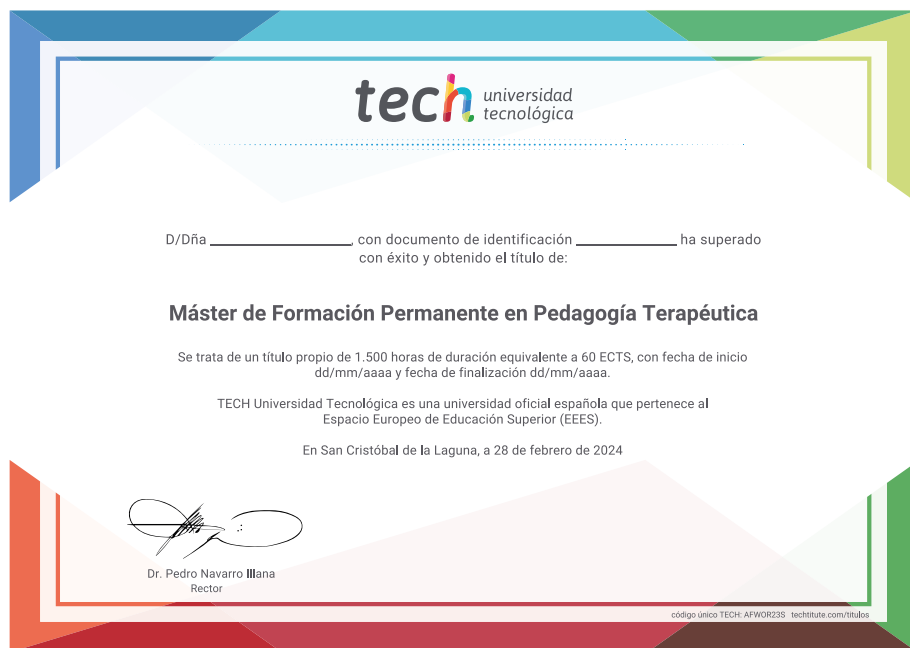 tech universidad
tecnológica
D/Dña ____________________, con documento de identificación ______________ ha superado
con éxito y obtenido el título de:
Máster de Formación Permanente en Pedagogía Terapéutica
Se trata de un título propio de 1.500 horas de duración equivalente a 60 ECTS, con fecha de inicio
dd/mm/aaaa y fecha de finalización dd/mm/aaaa.
TECH Universidad Tecnológica es una universidad oficial española que pertenece al
Espacio Europeo de Educación Superior (EEES).
En San Cristóbal de la Laguna, a 28 de febrero de 2024
Dr. Pedro Navarro Illana
Rector
código único TECH: AFWOR23S techtitute.com/titulos